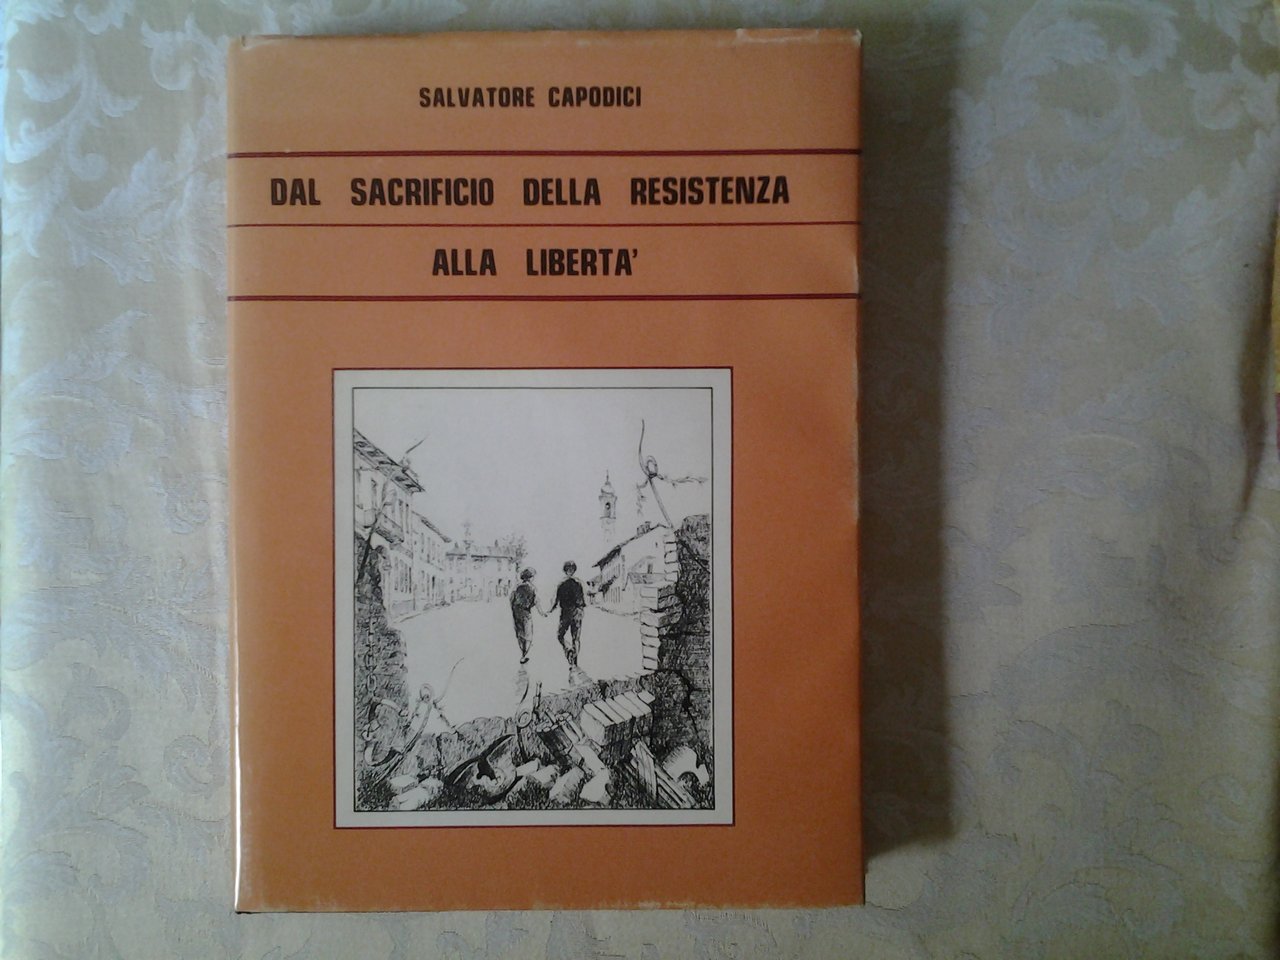 SALVATORE CAPODICI
DAL SACRIFICIO DELLA RESISTENZA
ALLA LIBERTA'